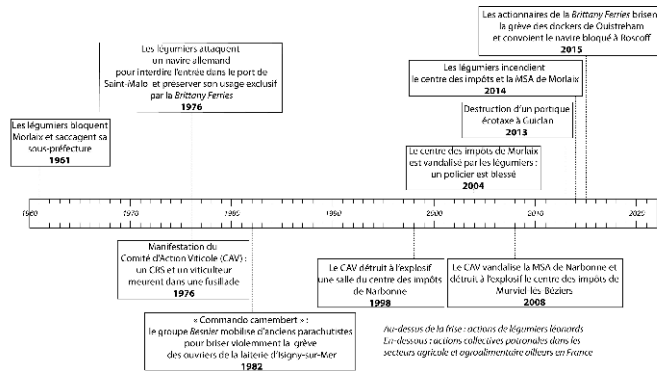 Les actionnaires de la Brittany Ferries brisent
la grève des dockers de Ouistreham
et convoient le navire bloqué à Roscoff
2015
Les légumiers attaquent
un navire allemand
pour interdire l'entrée dans le port de
Saint-Malo et préserver son usage exclusif
par la Brittany Ferries
1976
Les légumiers incendient
le centre des impôts et la MSA de Morlaix
2014
Destruction d'un portique
écotaxe à Guiclan
2013
Les légumiers bloquent
Morlaix et saccagent sa
sous-préfecture
1961
Le centre des impôts de Morlaix
est vandalisé par les légumiers :
un policier est blessé
2004
1960 1970 1980 1990 2000 2010 2020
Manifestation du
Comité d'Action Viticole (CAV) :
un CRS et un viticulteur
meurent dans une fusillade
1976
Le CAV détruit à l'explosif
une salle du centre des impôts
de Narbonne
1998
Le CAV vandalise la MSA de Narbonne et
détruit à l'explosif le centre des impôts de
Murviel-lès-Béziers
2008
« Commando camembert » :
le groupe Besnier mobilise d'anciens parachutistes
pour briser violemment la grève
des ouvriers de la laiterie d'Isigny-sur-Mer
1982
Au-dessus de la frise : actions de légumiers léonards
En-dessous : actions collectives patronales dans les
secteurs agricole et agroalimentaire ailleurs en France